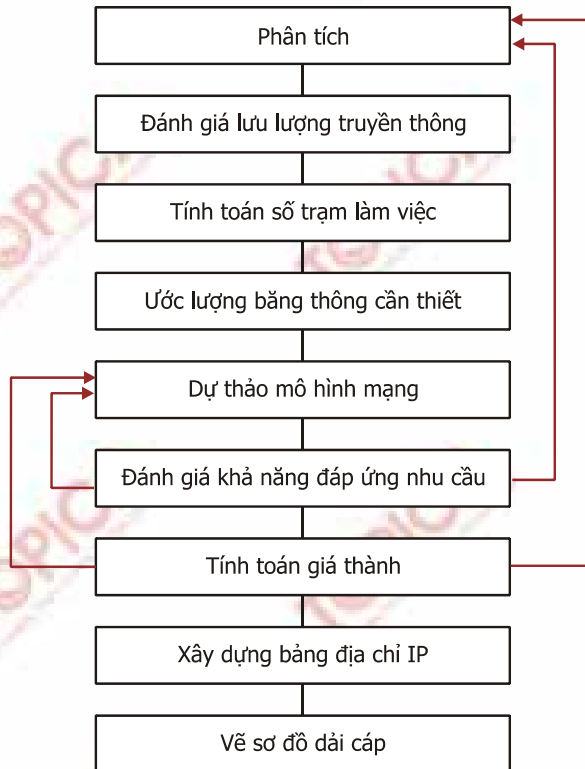 Phân tích
Đánh giá lưu lượng truyền thông
Tính toán số trạm làm việc
Ước lượng băng thông cần thiết
Dự thảo mô hình mạng
Đánh giá khả năng đáp ứng nhu cầu
Tính toán giá thành
Xây dựng bảng địa chỉ IP
Vẽ sơ đồ dải cáp